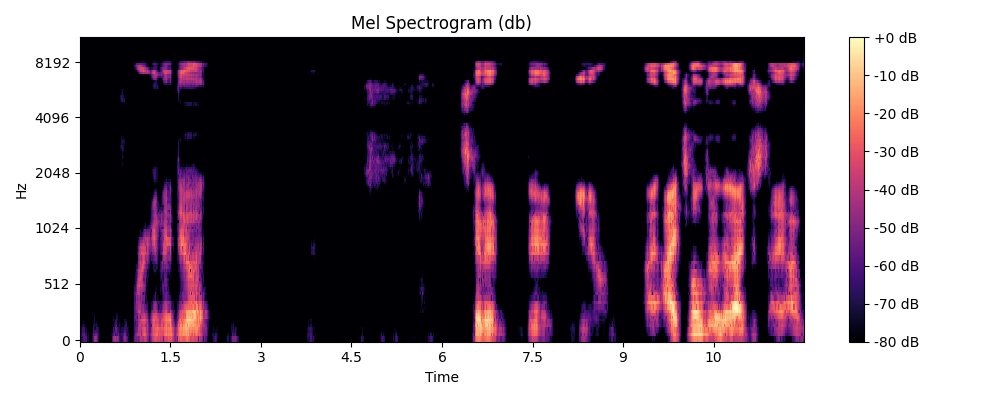 Mel Spectrogram (db)
8192
4096
2048
1024
512
0
Hz
0 1.5 3 4.5 6 7.5 9 10
Time
+0 dB
-10 dB
-20 dB
-30 dB
-40 dB
-50 dB
-60 dB
-70 dB
-80 dB